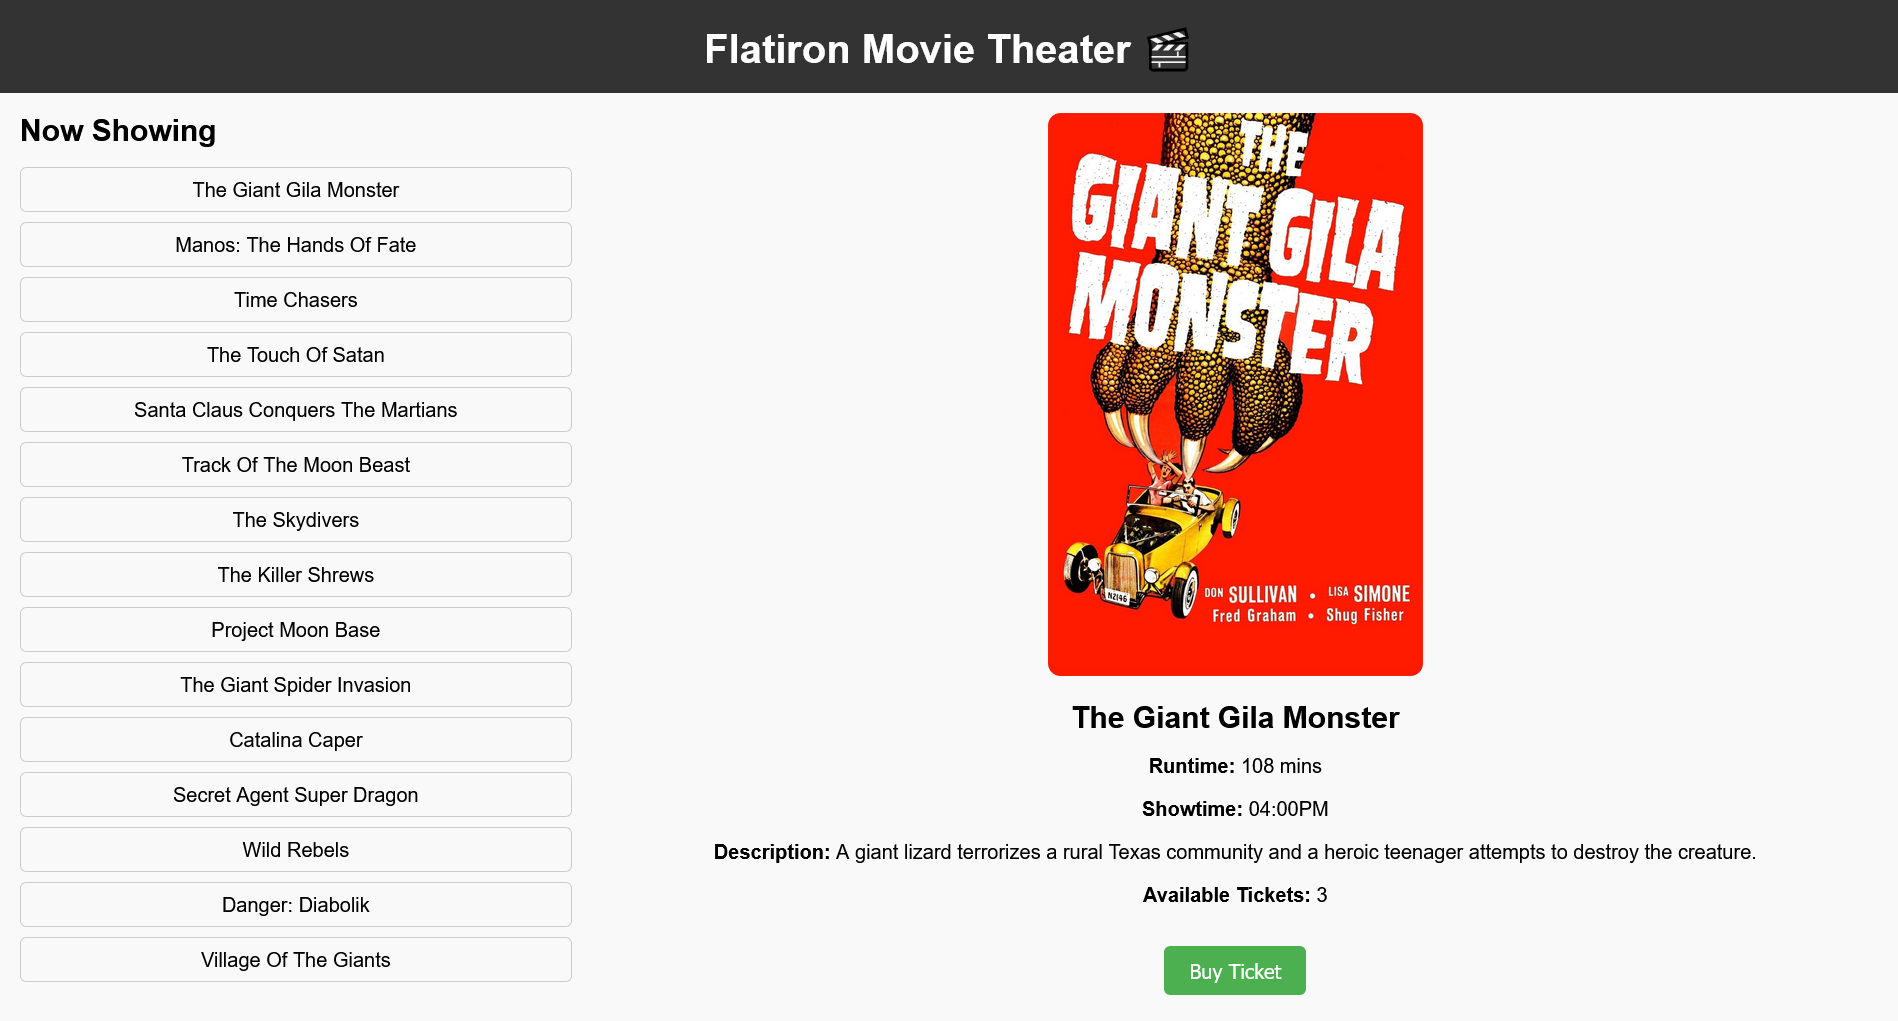 Flatiron Movie Theater
Now Showing
The Giant Gila Monster
Manos: The Hands Of Fate
Time Chasers
The Touch Of Satan
Santa Claus Conquers The Martians
Track Of The Moon Beast
The Skydivers
The Killer Shrews
Project Moon Base
The Giant Spider Invasion
Catalina Caper
Secret Agent Super Dragon
Wild Rebels
Danger: Diabolik
Village Of The Giants
THE
GIANT GILA
MONSTER
N2146
DON SULLIVAN • LISA SIMONE
Fred Graham • Shug Fisher
The Giant Gila Monster
Runtime: 108 mins
Showtime: 04:00PM
Description: A giant lizard terrorizes a rural Texas community and a heroic teenager attempts to destroy the creature.
Available Tickets: 3
Buy Ticket